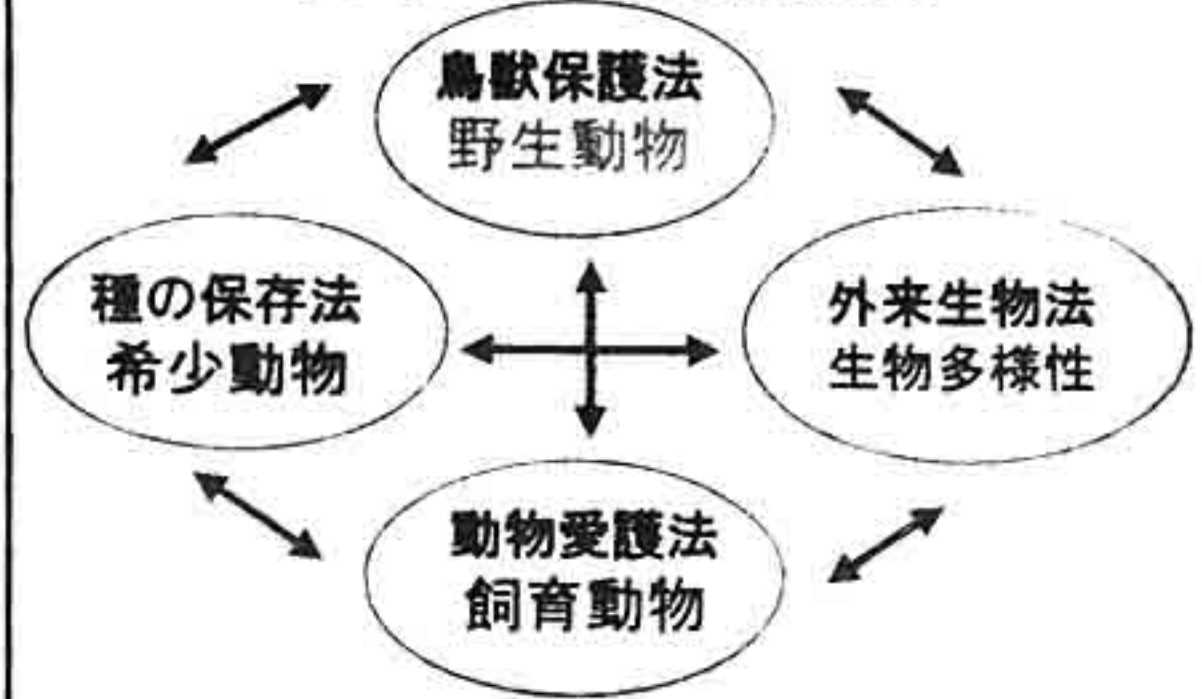 鳥獣保護法
野生動物
種の保存法
希少動物
外来生物法
生物多様性
動物愛護法
飼育動物